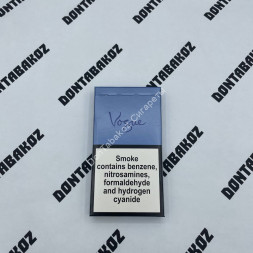 DONTABAKOZ
DONTABAKOZ
DONTABAKOZ
Vogue
Smoke
contains benzene,
nitrosamines,
formaldehyde
and hydrogen
cyanide
DONTABAKOZ
DONTABAKOZ
DONTABAKOZ